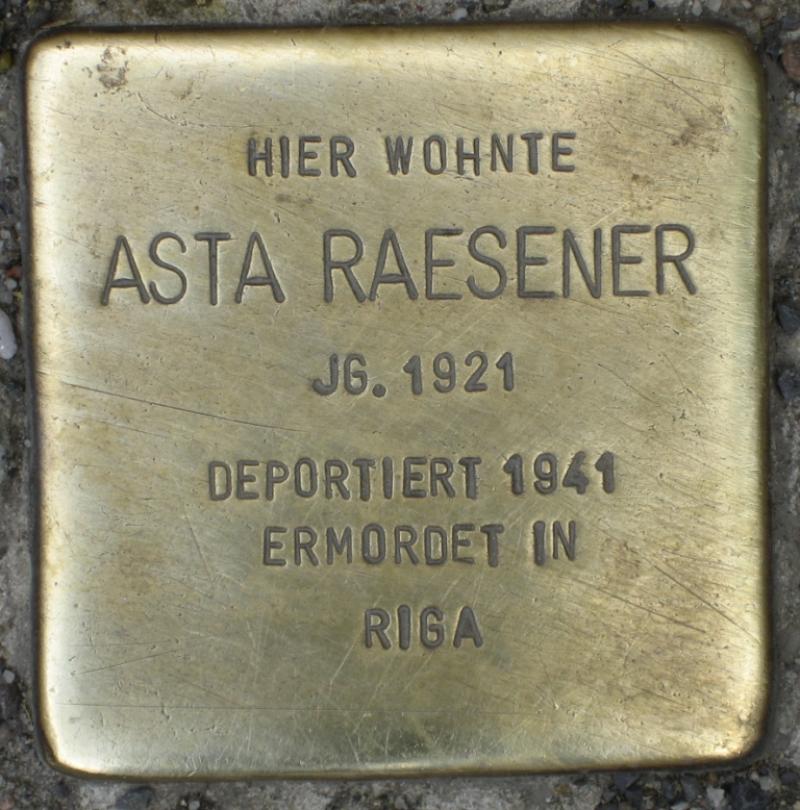 HIER WOHNTE
ASTA RAESENER
JG. 1921
DEPORTIERT 1941
ERMORDET IN
RIGA